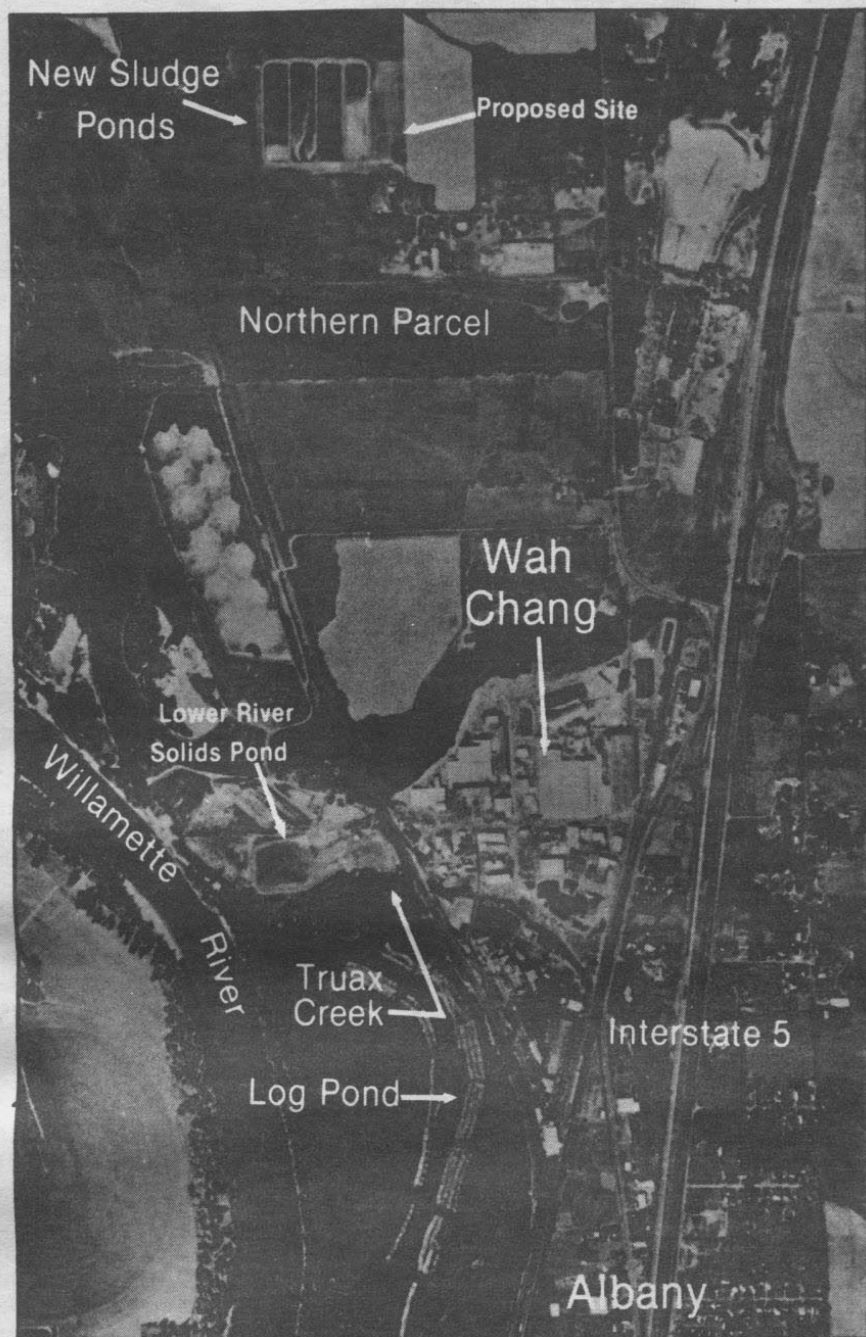 New Sludge
Ponds
Proposed Site
Northern Parcel
Wah
Chang
Lower River
Solids Pond
Willamette
River
Truax
Creek
Interstate 5
Log Pond
Albany